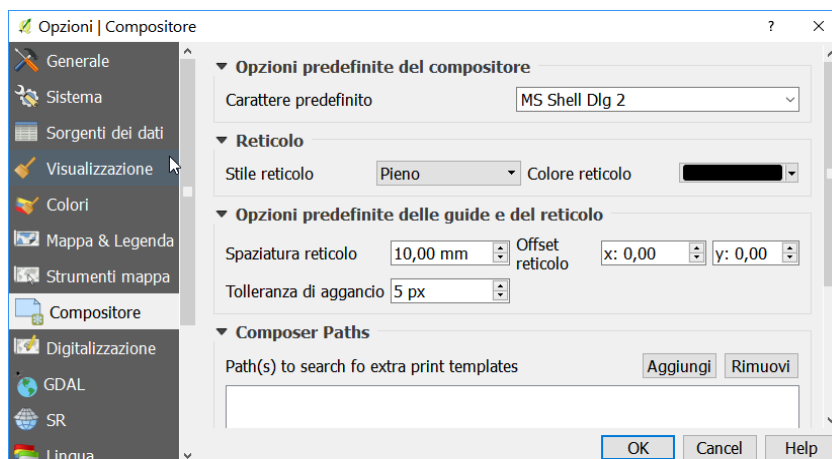 Opzioni | Compositore
?
Generale
Sistema
Sorgenti dei dati
Visualizzazione
Colori
Mappa & Legenda
Strumenti mappa
Compositore
Digitalizzazione
GDAL
SR
Lingua
Opzioni predefinite del compositore
Carattere predefinito MS Shell Dlg 2
Reticolo
Stile reticolo Pieno Colore reticolo
Opzioni predefinite delle guide e del reticolo
Spaziatura reticolo 10,00 mm Offset reticolo x: 0,00 y: 0,00
Tolleranza di aggancio 5 px
Composer Paths
Path(s) to search fo extra print templates Aggiungi Rimuovi
OK Cancel Help